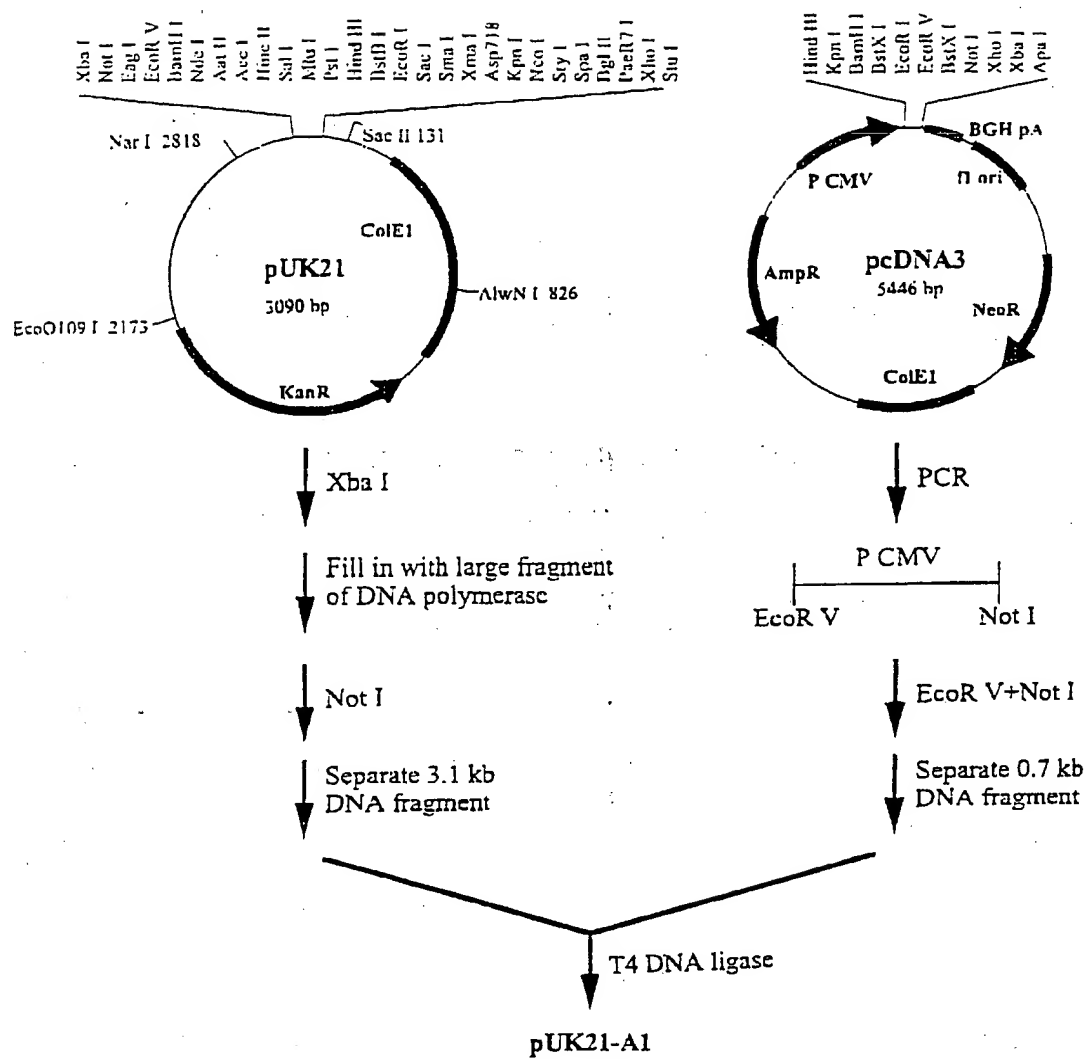 Xba I
Not I
Eag I
EcoR V
BamH I
Nde I
Aat II
Acc I
Hinc II
Sal I
Mlu I
Pst I
Hind III
BstB I
EcoR I
Sac I
Sma I
Xma I
Asp718
Kpn I
Nco I
Sty I
Spa I
Bgl II
PaeR7 I
Xho I
Stu I
Hind III
Kpn I
BamH I
BstX I
EcoR I
EcoR V
BstX I
Not I
Xho I
Xba I
Apa I
Nar I 2818
Sac II 131
ColE1
pUK21
3090 bp
AlwN I 826
EcoO109 I 2173
KanR
BGH pA
P CMV
f1 ori
AmpR
pcDNA3
5446 bp
NeoR
ColE1
Xba I
Fill in with large fragment
of DNA polymerase
Not I
Separate 3.1 kb
DNA fragment
PCR
P CMV
EcoR V
Not I
EcoR V+Not I
Separate 0.7 kb
DNA fragment
T4 DNA ligase
pUK21-A1